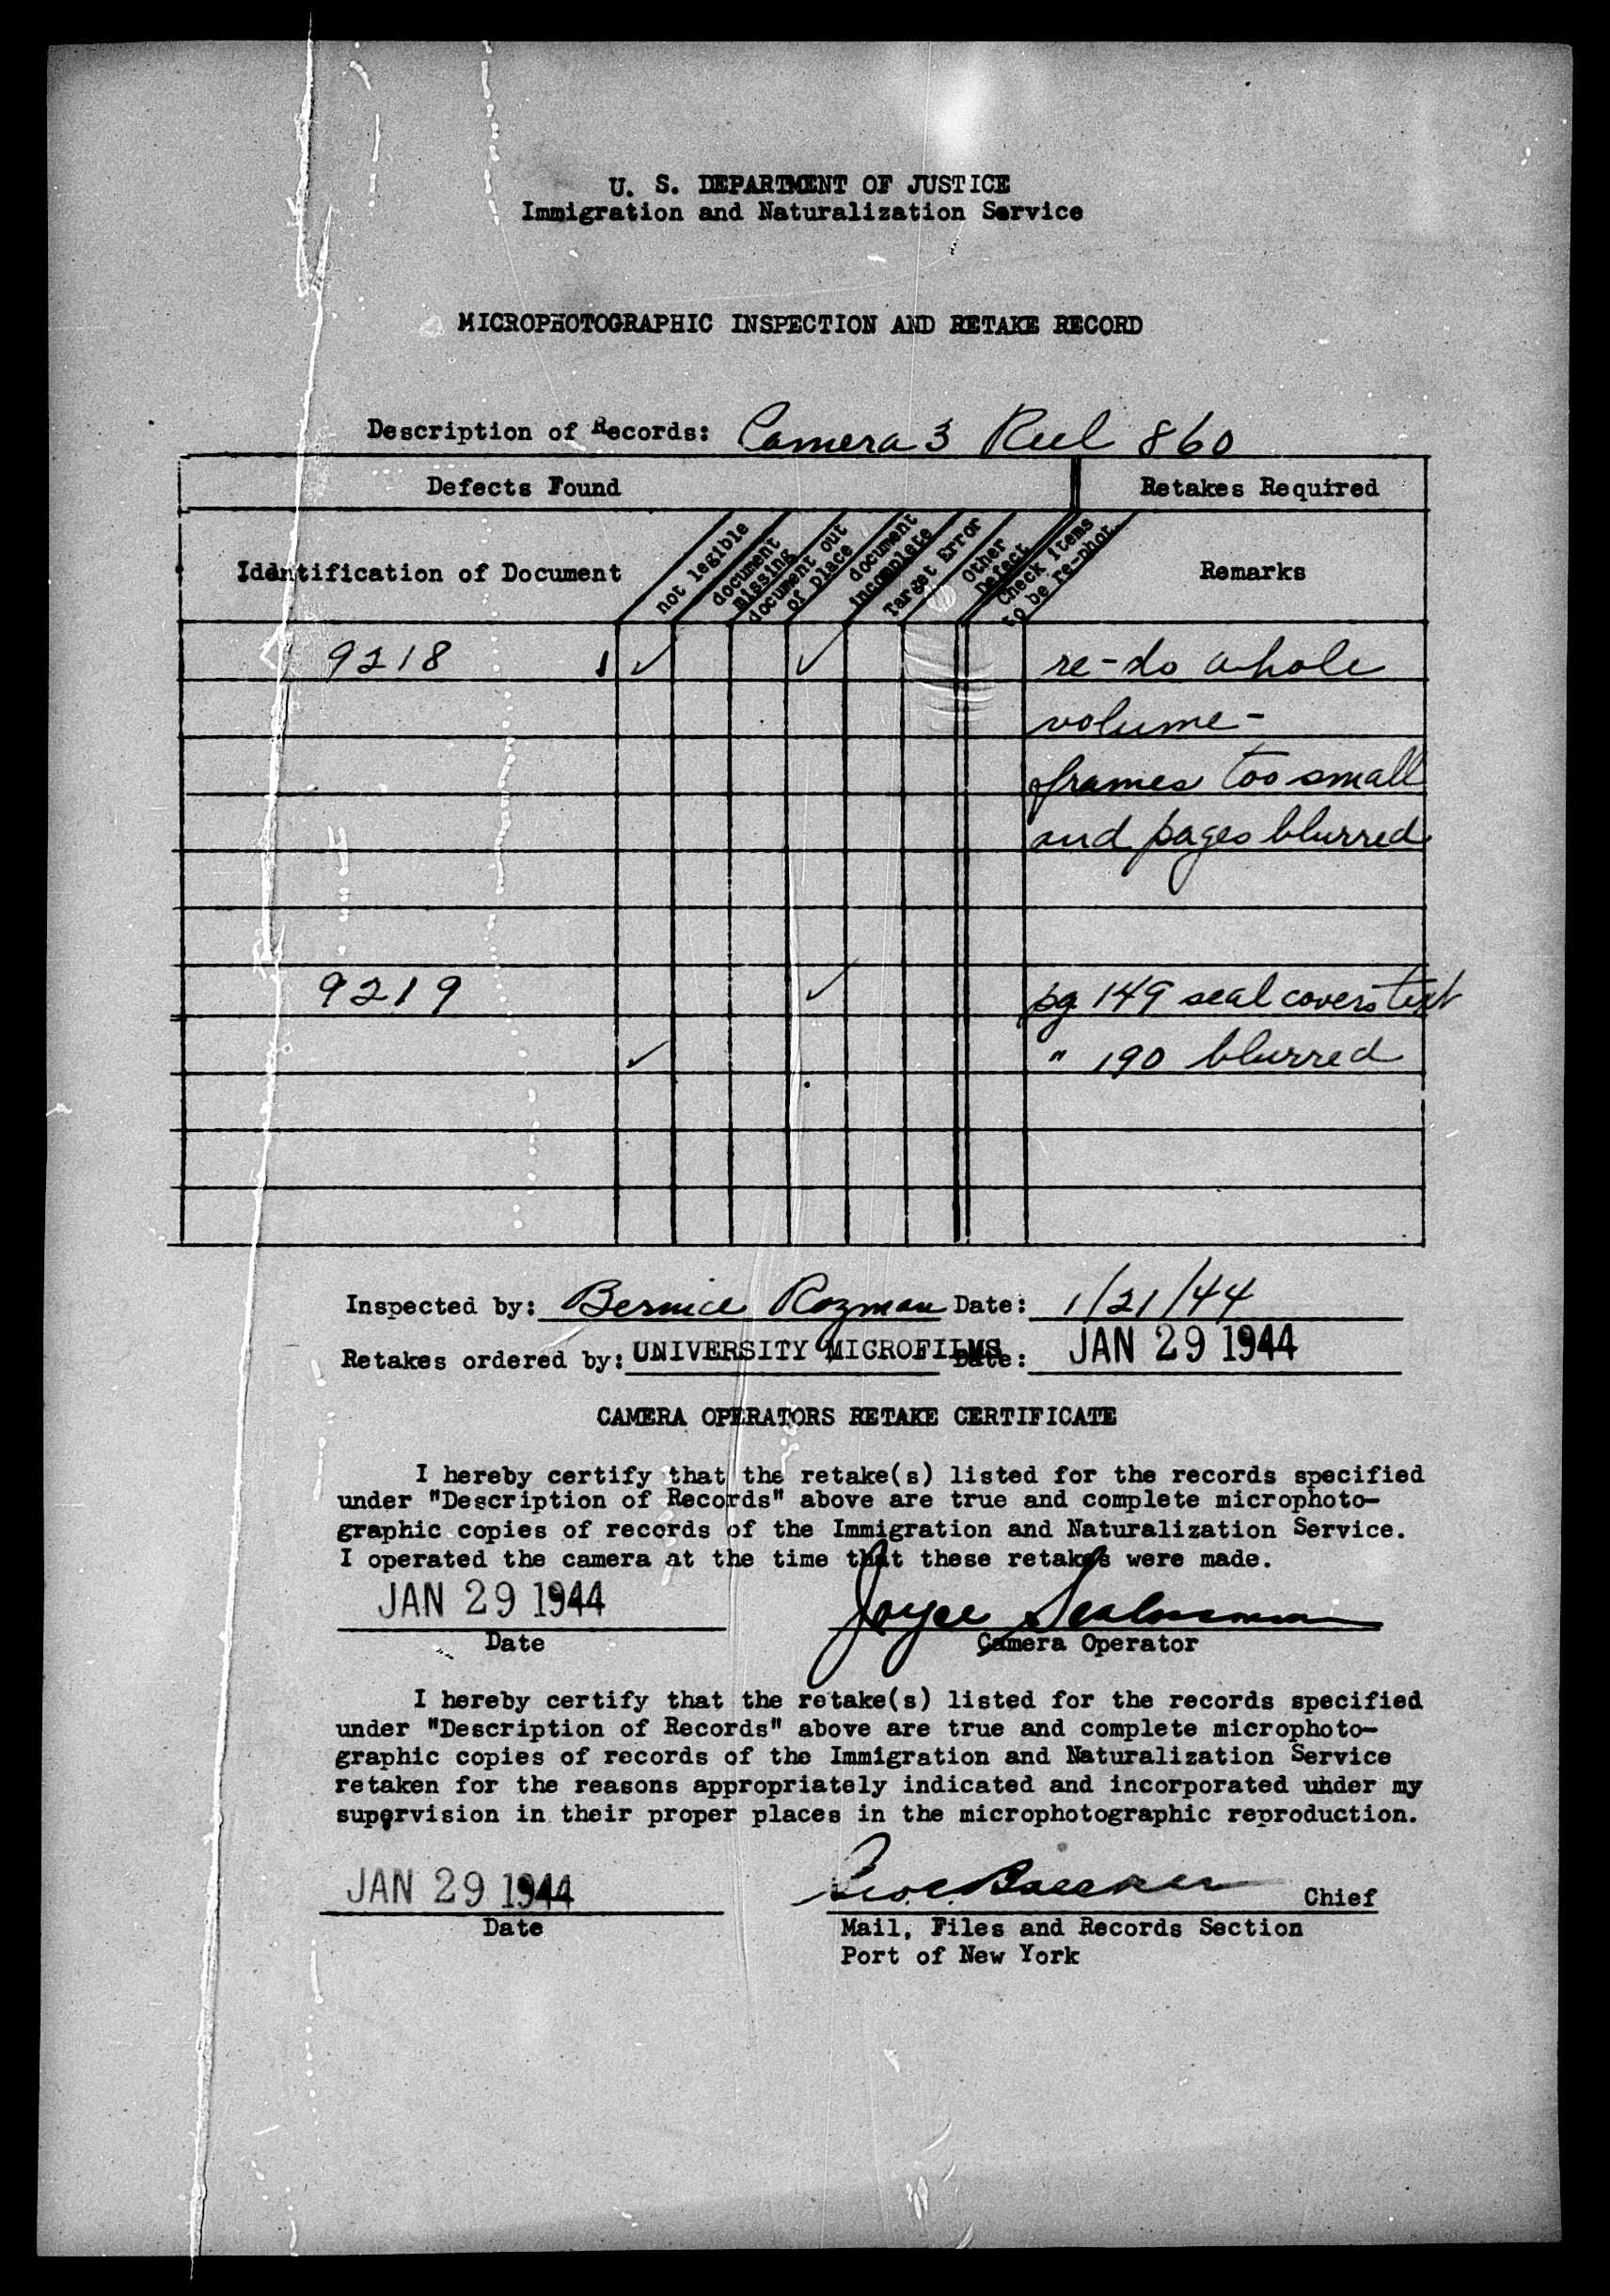 U. S. DEPARTMENT OF JUSTICE
Immigration and Naturalization Service
MICROPHOTOGRAPHIC INSPECTION AND RETAKE RECORD
Description of Records: Camera 3 Reel 860
Defects Found
Retakes Required
Identification of Document
not legible
document missing
document out of place
document incomplete
Target Error
Other Defect
Check items to be re-phot.
Remarks
9218 ✓ ✓ re-do whole
volume-
frames too small
and pages blurred
9219 ✓ pg 149 seal covers text
✓ " 190 blurred
Inspected by: Bernice Rozman Date: 1/21/44
Retakes ordered by: UNIVERSITY MICROFILMS Date: JAN 29 1944
CAMERA OPERATORS RETAKE CERTIFICATE
I hereby certify that the retake(s) listed for the records specified
under "Description of Records" above are true and complete microphoto-
graphic copies of records of the Immigration and Naturalization Service.
I operated the camera at the time that these retakes were made.
JAN 29 1944 Joyce
Date
Camera Operator
I hereby certify that the retake(s) listed for the records specified
under "Description of Records" above are true and complete microphoto-
graphic copies of records of the Immigration and Naturalization Service
retaken for the reasons appropriately indicated and incorporated under my
supervision in their proper places in the microphotographic reproduction.
JAN 29 1944 Chief
Date
Mail, Files and Records Section
Port of New York